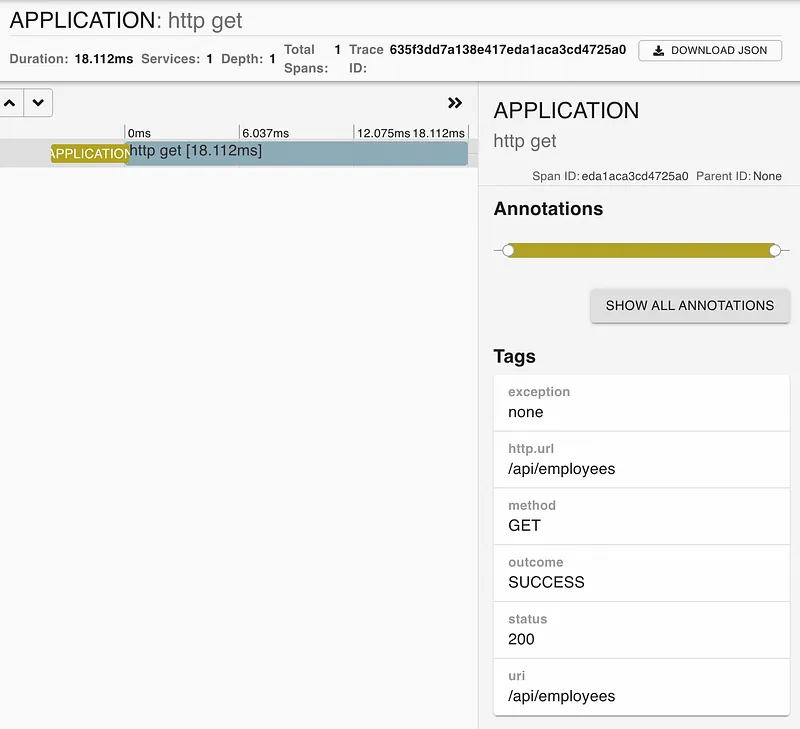 APPLICATION: http get
Duration: 18.112ms Services: 1 Depth: 1 Total Spans: 1 Trace ID: 635f3dd7a138e417eda1aca3cd4725a0 DOWNLOAD JSON
0ms 6.037ms 12.075ms 18.112ms
APPLICATION http get [18.112ms]
APPLICATION
http get
Span ID: eda1aca3cd4725a0 Parent ID: None
Annotations
SHOW ALL ANNOTATIONS
Tags
exception
none
http.url
/api/employees
method
GET
outcome
SUCCESS
status
200
uri
/api/employees